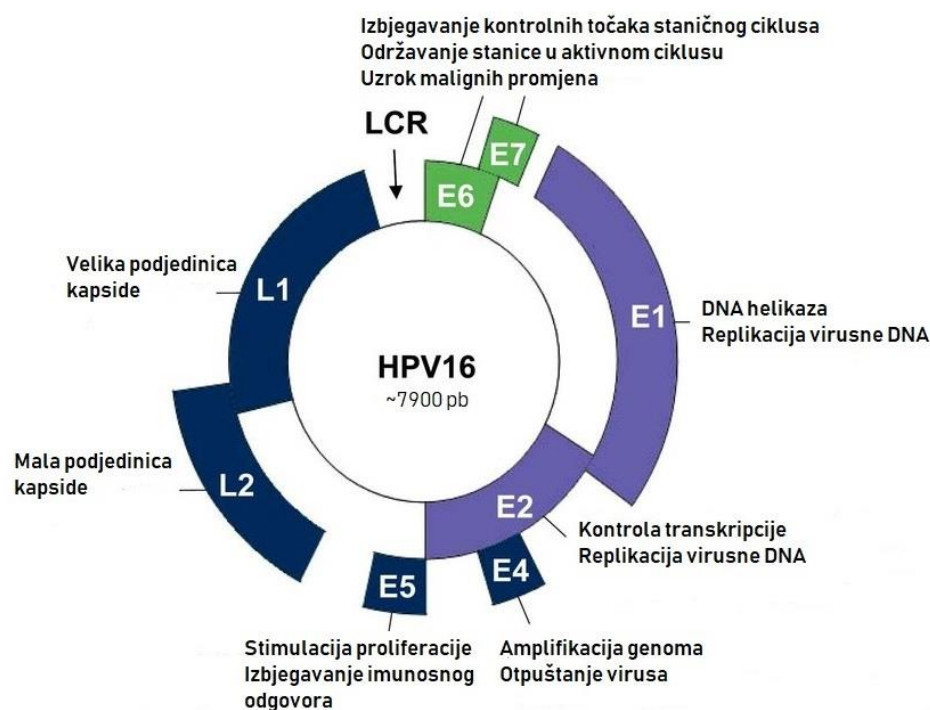 Izbjegavanje kontrolnih točaka staničnog ciklusa
Održavanje stanice u aktivnom ciklusu
Uzrok malignih promjena
LCR
E7
E6
L1
Velika podjedinica
kapside
E1
DNA helikaza
Replikacija virusne DNA
HPV16
~7900 pb
Mala podjedinica
kapside
L2
E2
Kontrola transkripcije
Replikacija virusne DNA
E4
E5
Stimulacija proliferacije
Izbjegavanje imunosnog
odgovora
Amplifikacija genoma
Otpuštanje virusa